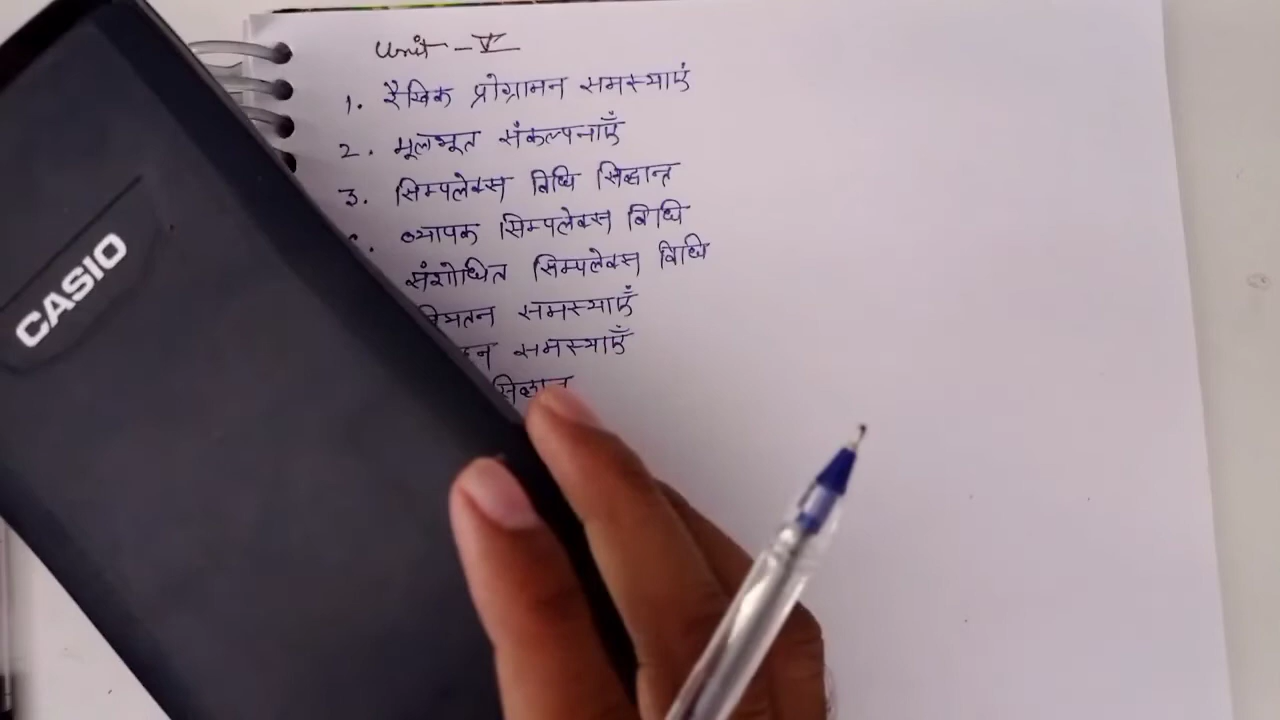 Unit - V
1. रैखिक प्रोग्रामन समस्याएं
2. मूलभूत संकल्पनाएँ
3. सिम्पलेक्स विधि सिद्धान्त
व्यापक सिम्पलेक्स विधि
संशोधित सिम्पलेक्स विधि
समस्याएँ
समस्याएँ
सिद्धान्त
CASIO